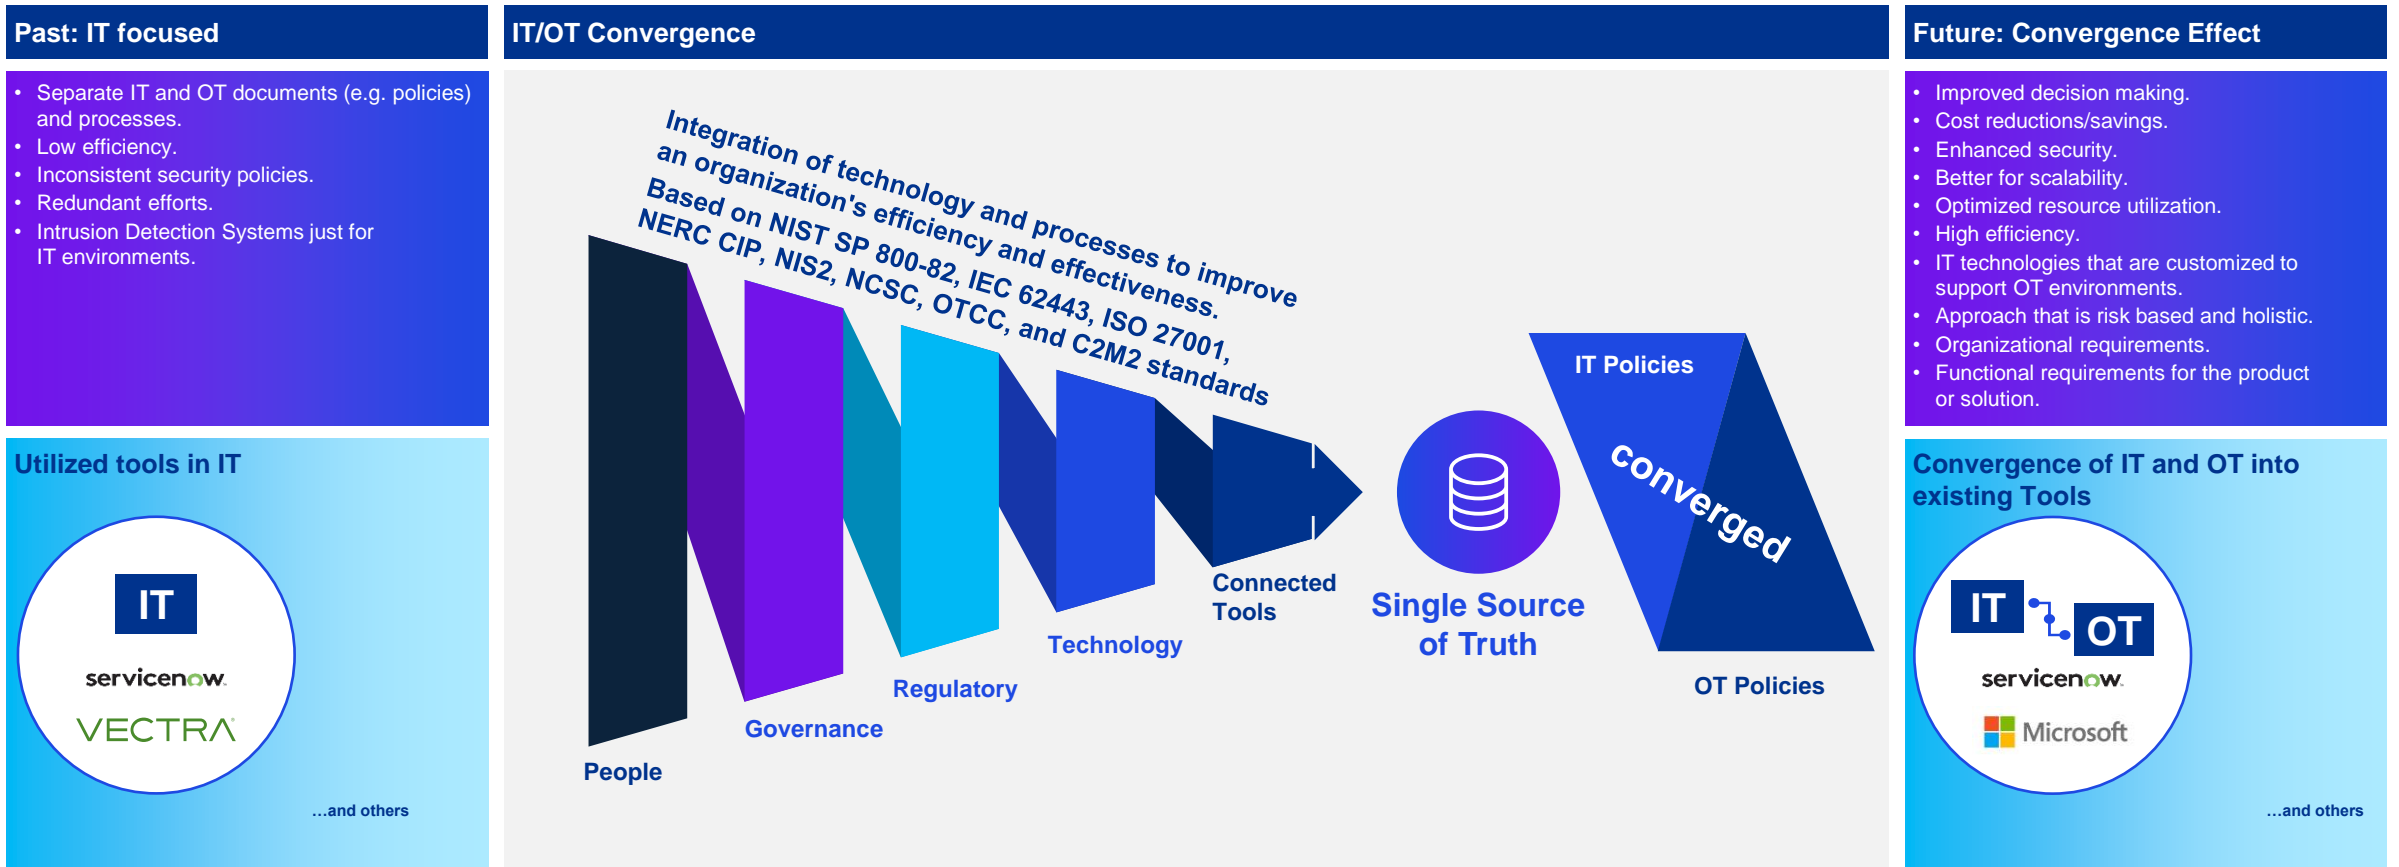 Past: IT focused
• Separate IT and OT documents (e.g. policies)
and processes.
• Low efficiency.
• Inconsistent security policies.
• Redundant efforts.
• Intrusion Detection Systems just for
IT environments.
Utilized tools in IT
IT
servicenow
VECTRA®
…and others
IT/OT Convergence
Integration of technology and processes to improve
an organization's efficiency and effectiveness.
Based on NIST SP 800-82, IEC 62443, ISO 27001,
NERC CIP, NIS2, NCSC, OTCC, and C2M2 standards
People
Governance
Regulatory
Technology
Connected
Tools
Single Source
of Truth
IT Policies
converged
OT Policies
Future: Convergence Effect
• Improved decision making.
• Cost reductions/savings.
• Enhanced security.
• Better for scalability.
• Optimized resource utilization.
• High efficiency.
• IT technologies that are customized to
support OT environments.
• Approach that is risk based and holistic.
• Organizational requirements.
• Functional requirements for the product
or solution.
Convergence of IT and OT into
existing Tools
IT
OT
servicenow
Microsoft
…and others